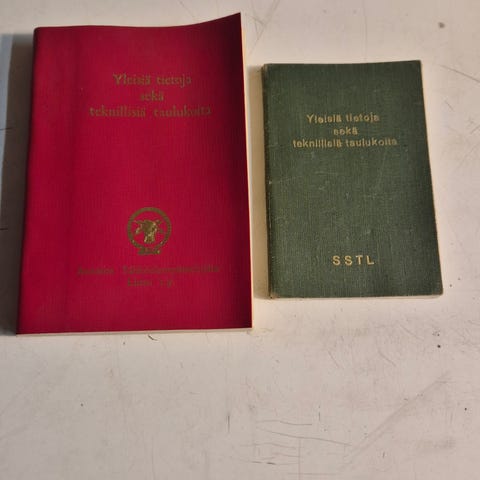 Yleisiä tietoja
sekä
teknillisiä taulukoita
Yleisiä tietoja
sekä
teknillisiä taulukoita
SSTL